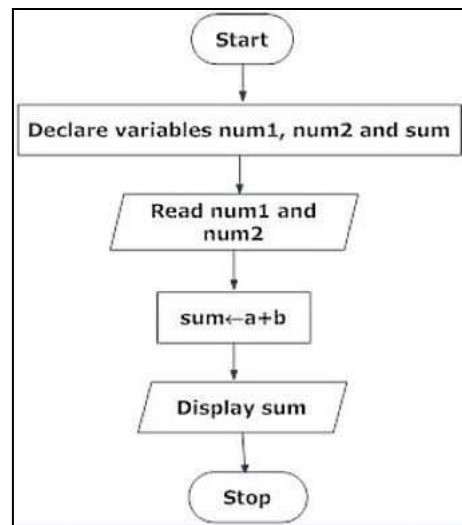 Start
Declare variables num1, num2 and sum
Read num1 and
num2
sum←a+b
Display sum
Stop